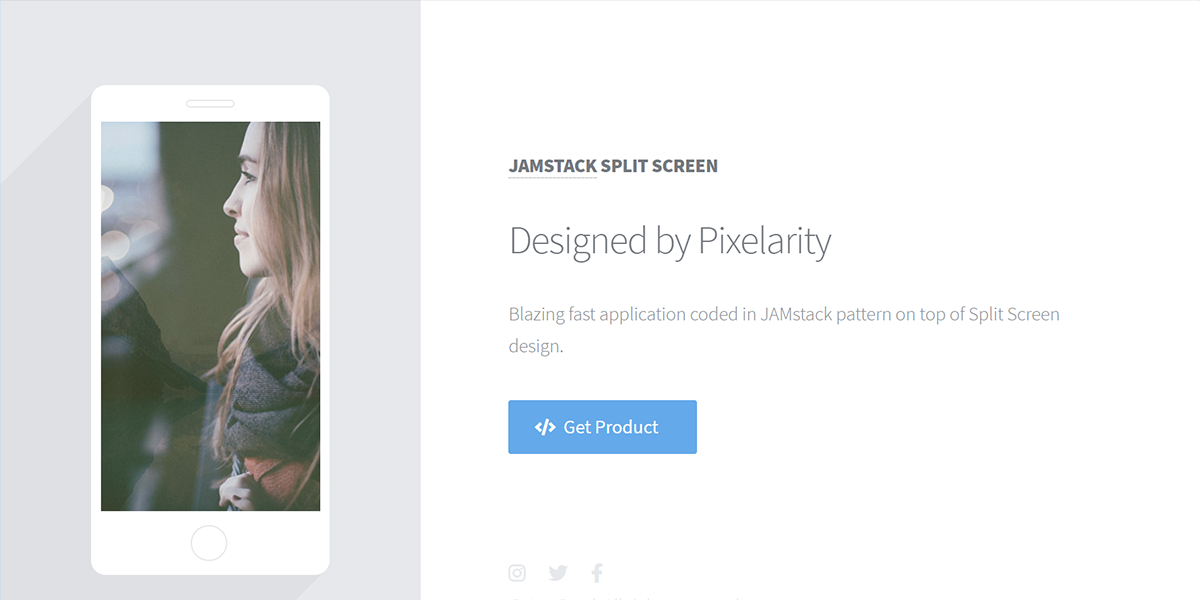 JAMSTACK SPLIT SCREEN
Designed by Pixelarity
Blazing fast application coded in JAMstack pattern on top of Split Screen
design.
Get Product